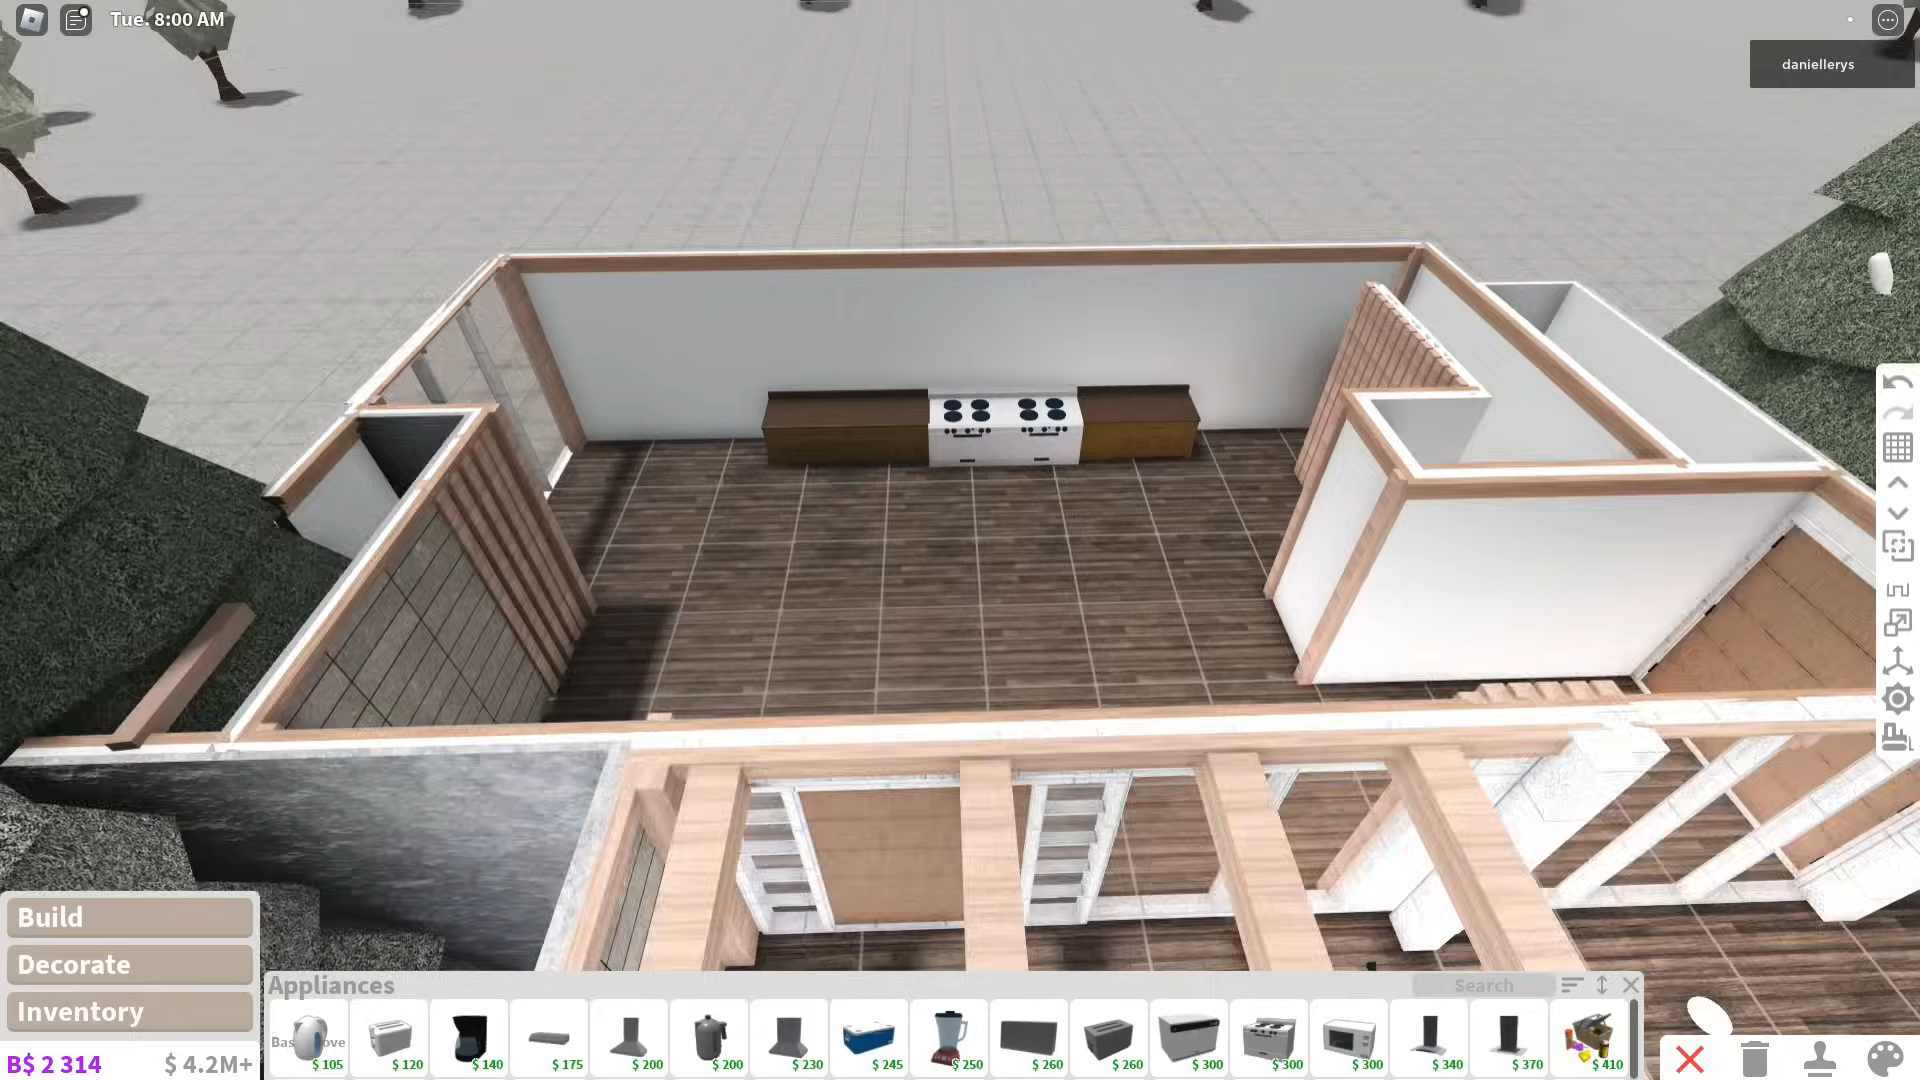 Tue. 8:00 AM
daniellerys
Build
Decorate
Inventory
B$ 2 314
$ 4.2M+
Appliances
Search
$ 105
$ 120
$ 140
$ 175
$ 200
$ 200
$ 230
$ 245
$ 250
$ 260
$ 260
$ 300
$ 300
$ 300
$ 340
$ 370
$ 410